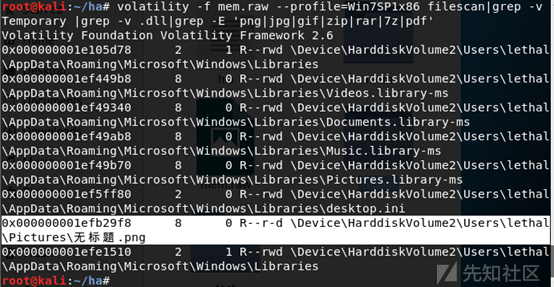 root@kali:~/ha# volatility -f mem.raw --profile=Win7SP1x86 filescan|grep -v
Temporary |grep -v .dll|grep -E 'png|jpg|gif|zip|rar|7z|pdf'
Volatility Foundation Volatility Framework 2.6
0x000000001e105d78 2 1 R--rwd \Device\HarddiskVolume2\Users\lethal
\AppData\Roaming\Microsoft\Windows\Libraries
0x000000001ef449b8 8 0 R--rwd \Device\HarddiskVolume2\Users\lethal
\AppData\Roaming\Microsoft\Windows\Libraries\Videos.library-ms
0x000000001ef49340 8 0 R--rwd \Device\HarddiskVolume2\Users\lethal
\AppData\Roaming\Microsoft\Windows\Libraries\Documents.library-ms
0x000000001ef49ab8 8 0 R--rwd \Device\HarddiskVolume2\Users\lethal
\AppData\Roaming\Microsoft\Windows\Libraries\Music.library-ms
0x000000001ef49b70 8 0 R--rwd \Device\HarddiskVolume2\Users\lethal
\AppData\Roaming\Microsoft\Windows\Libraries\Pictures.library-ms
0x000000001ef5ff80 2 0 R--rwd \Device\HarddiskVolume2\Users\lethal
\AppData\Roaming\Microsoft\Windows\Libraries\desktop.ini
0x000000001efb29f8 8 0 R--r-d \Device\HarddiskVolume2\Users\lethal
\Pictures\无标题.png
0x000000001efe1510 2 1 R--rwd \Device\HarddiskVolume2\Users\lethal
\AppData\Roaming\Microsoft\Windows\Libraries
root@kali:~/ha#
先知社区